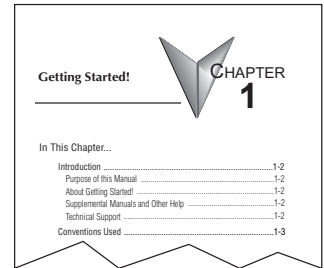 Getting Started!
CHAPTER
1
In This Chapter...
Introduction ...............................................................1-2
Purpose of this Manual ...............................................1-2
About Getting Started! ................................................1-2
Supplemental Manuals and Other Help ................................1-2
Technical Support .....................................................1-2
Conventions Used .......................................................1-3